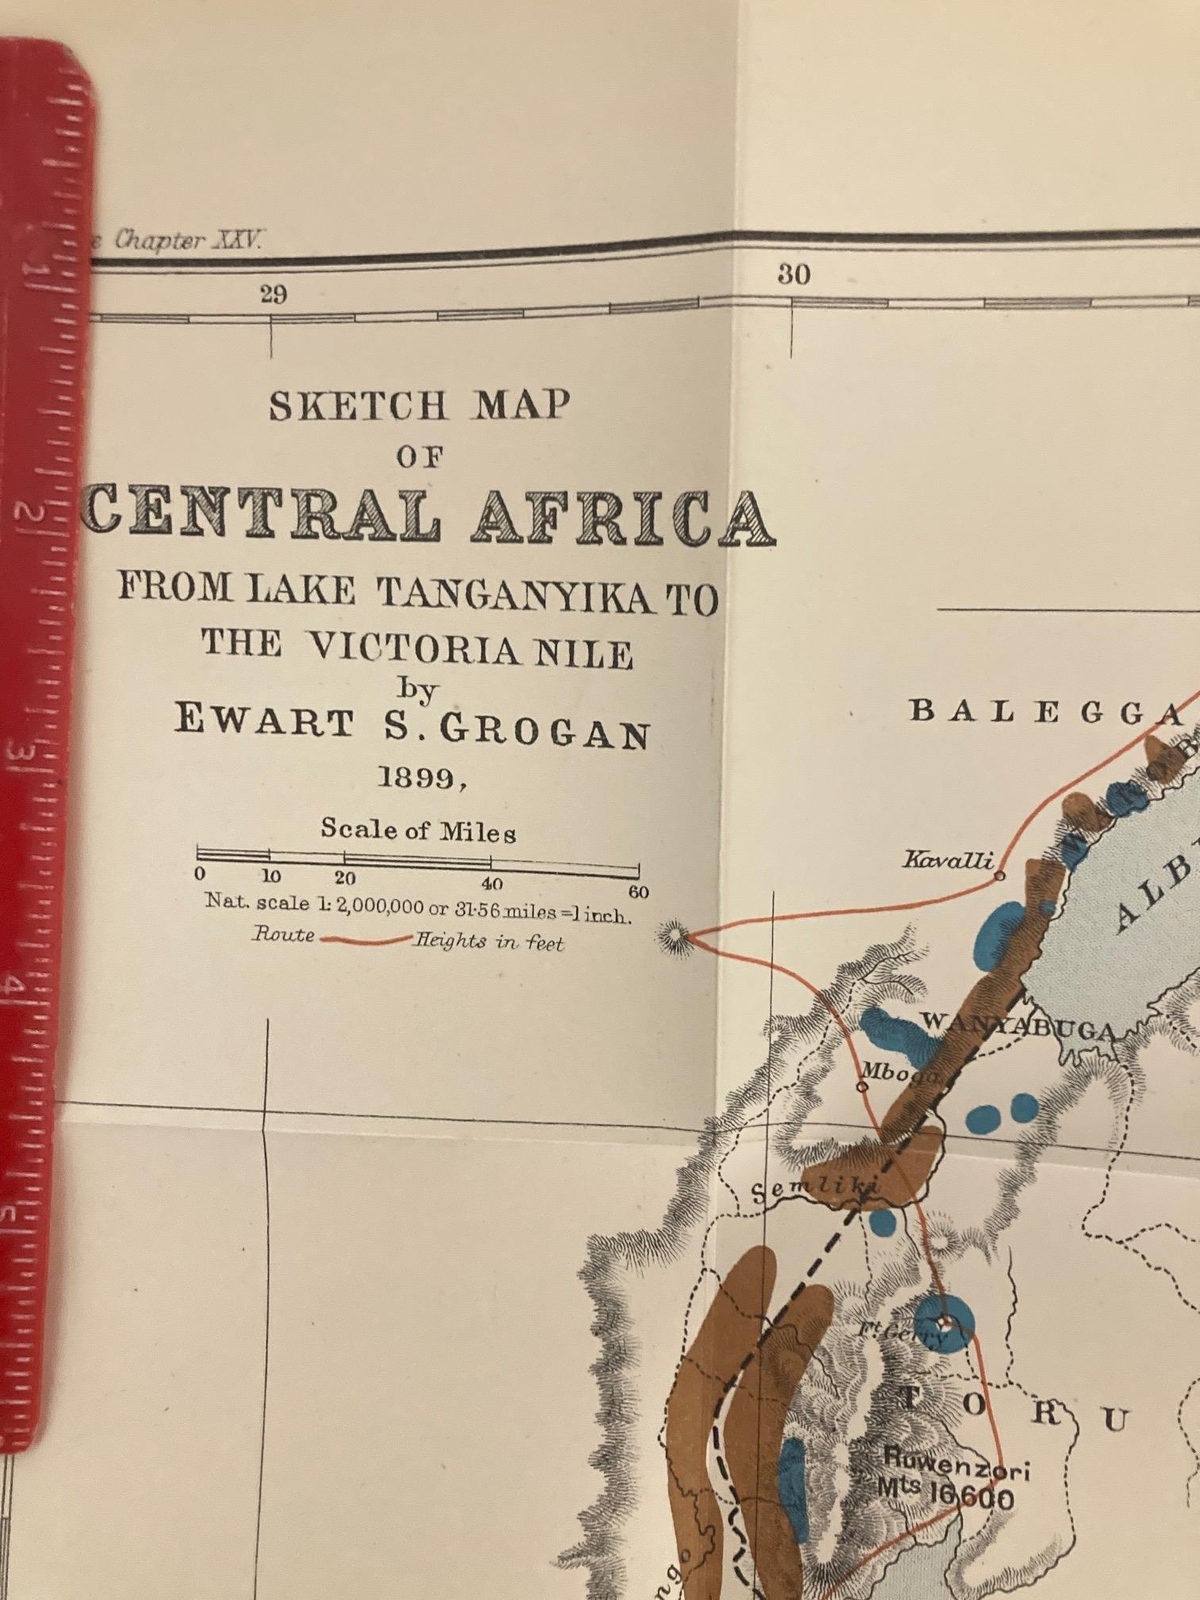 Chapter XXV.
29
30
SKETCH MAP
OF
CENTRAL AFRICA
FROM LAKE TANGANYIKA TO
THE VICTORIA NILE
by
EWART S. GROGAN
1899,
Scale of Miles
0 10 20 40 60
Nat. scale 1:2,000,000 or 31·56 miles = 1 inch.
Route Heights in feet
BALEGGA
Kavalli
WANYABUGA
Mboga
Semliki
Ft. Gerry
TORU
Ruwenzori
Mts 16,600
1
2
3
4
5